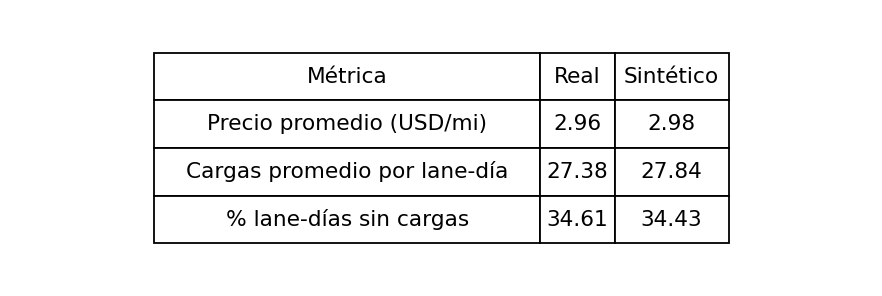 Métrica Real Sintético
Precio promedio (USD/mi) 2.96 2.98
Cargas promedio por lane-día 27.38 27.84
% lane-días sin cargas 34.61 34.43